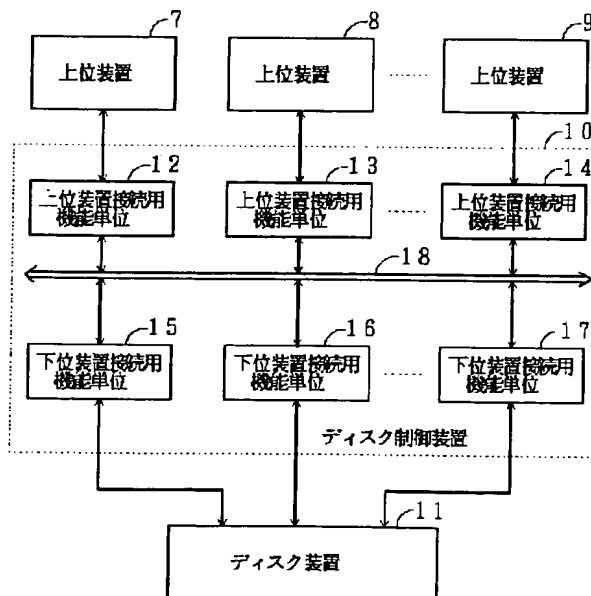 7
8
9
上位装置
上位装置
上位装置
10
12
13
14
上位装置接続用
機能単位
上位装置接続用
機能単位
上位装置接続用
機能単位
18
15
16
17
下位装置接続用
機能単位
下位装置接続用
機能単位
下位装置接続用
機能単位
ディスク制御装置
11
ディスク装置